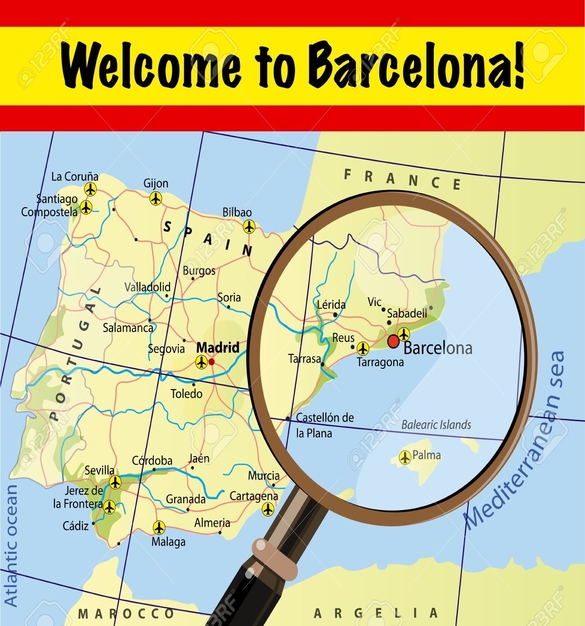 Welcome to Barcelona!
FRANCE
La Coruña
Gijon
Santiago
Compostela
Bilbao
SPAIN
Burgos
Valladolid
Soria
Lérida
Vic
Sabadell
PORTUGAL
Salamanca
Segovia
Madrid
Reus
Barcelona
Tarrasa
Tarragona
Toledo
Castellón de
la Plana
Balearic Islands
Palma
Mediterranean sea
Córdoba
Jaén
Sevilla
Murcia
Jerez de
la Frontera
Granada
Cartagena
Cádiz
Malaga
Almeria
Atlantic ocean
MAROCCO
ARGELIA
123RF